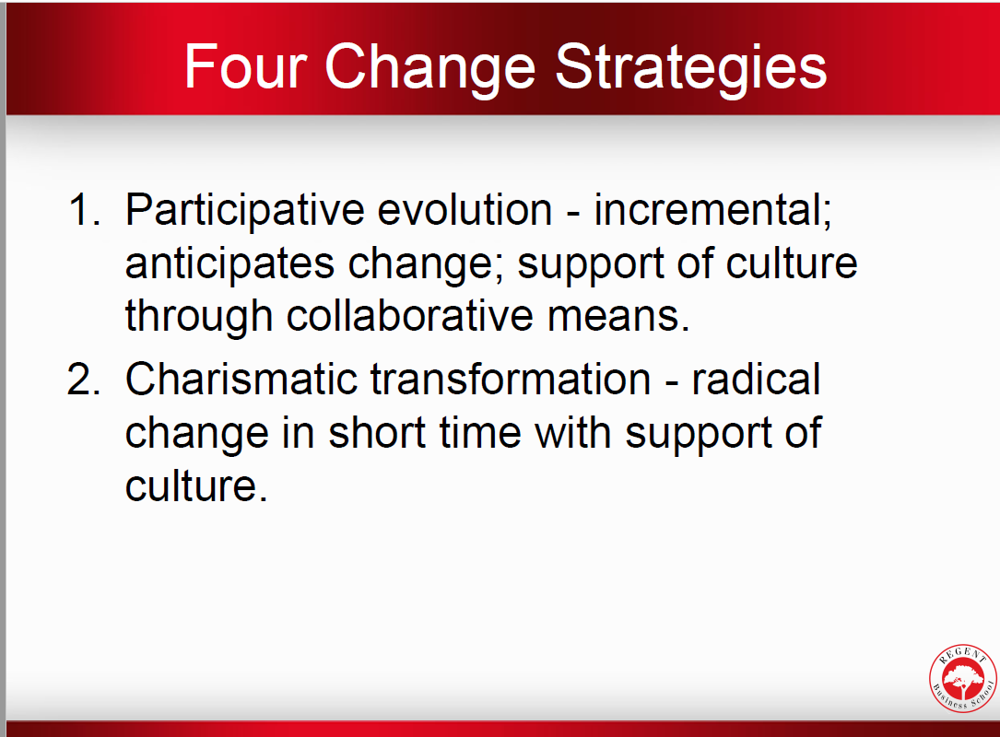 Four Change Strategies
1. Participative evolution - incremental;
anticipates change; support of culture
through collaborative means.
2. Charismatic transformation - radical
change in short time with support of
culture.
REGENT
Business School